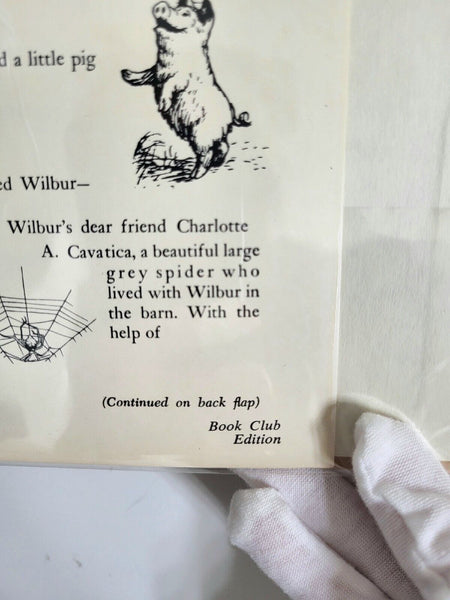 d a little pig
ed Wilbur—
Wilbur's dear friend Charlotte
A. Cavatica, a beautiful large
grey spider who
lived with Wilbur in
the barn. With the
help of
(Continued on back flap)
Book Club
Edition